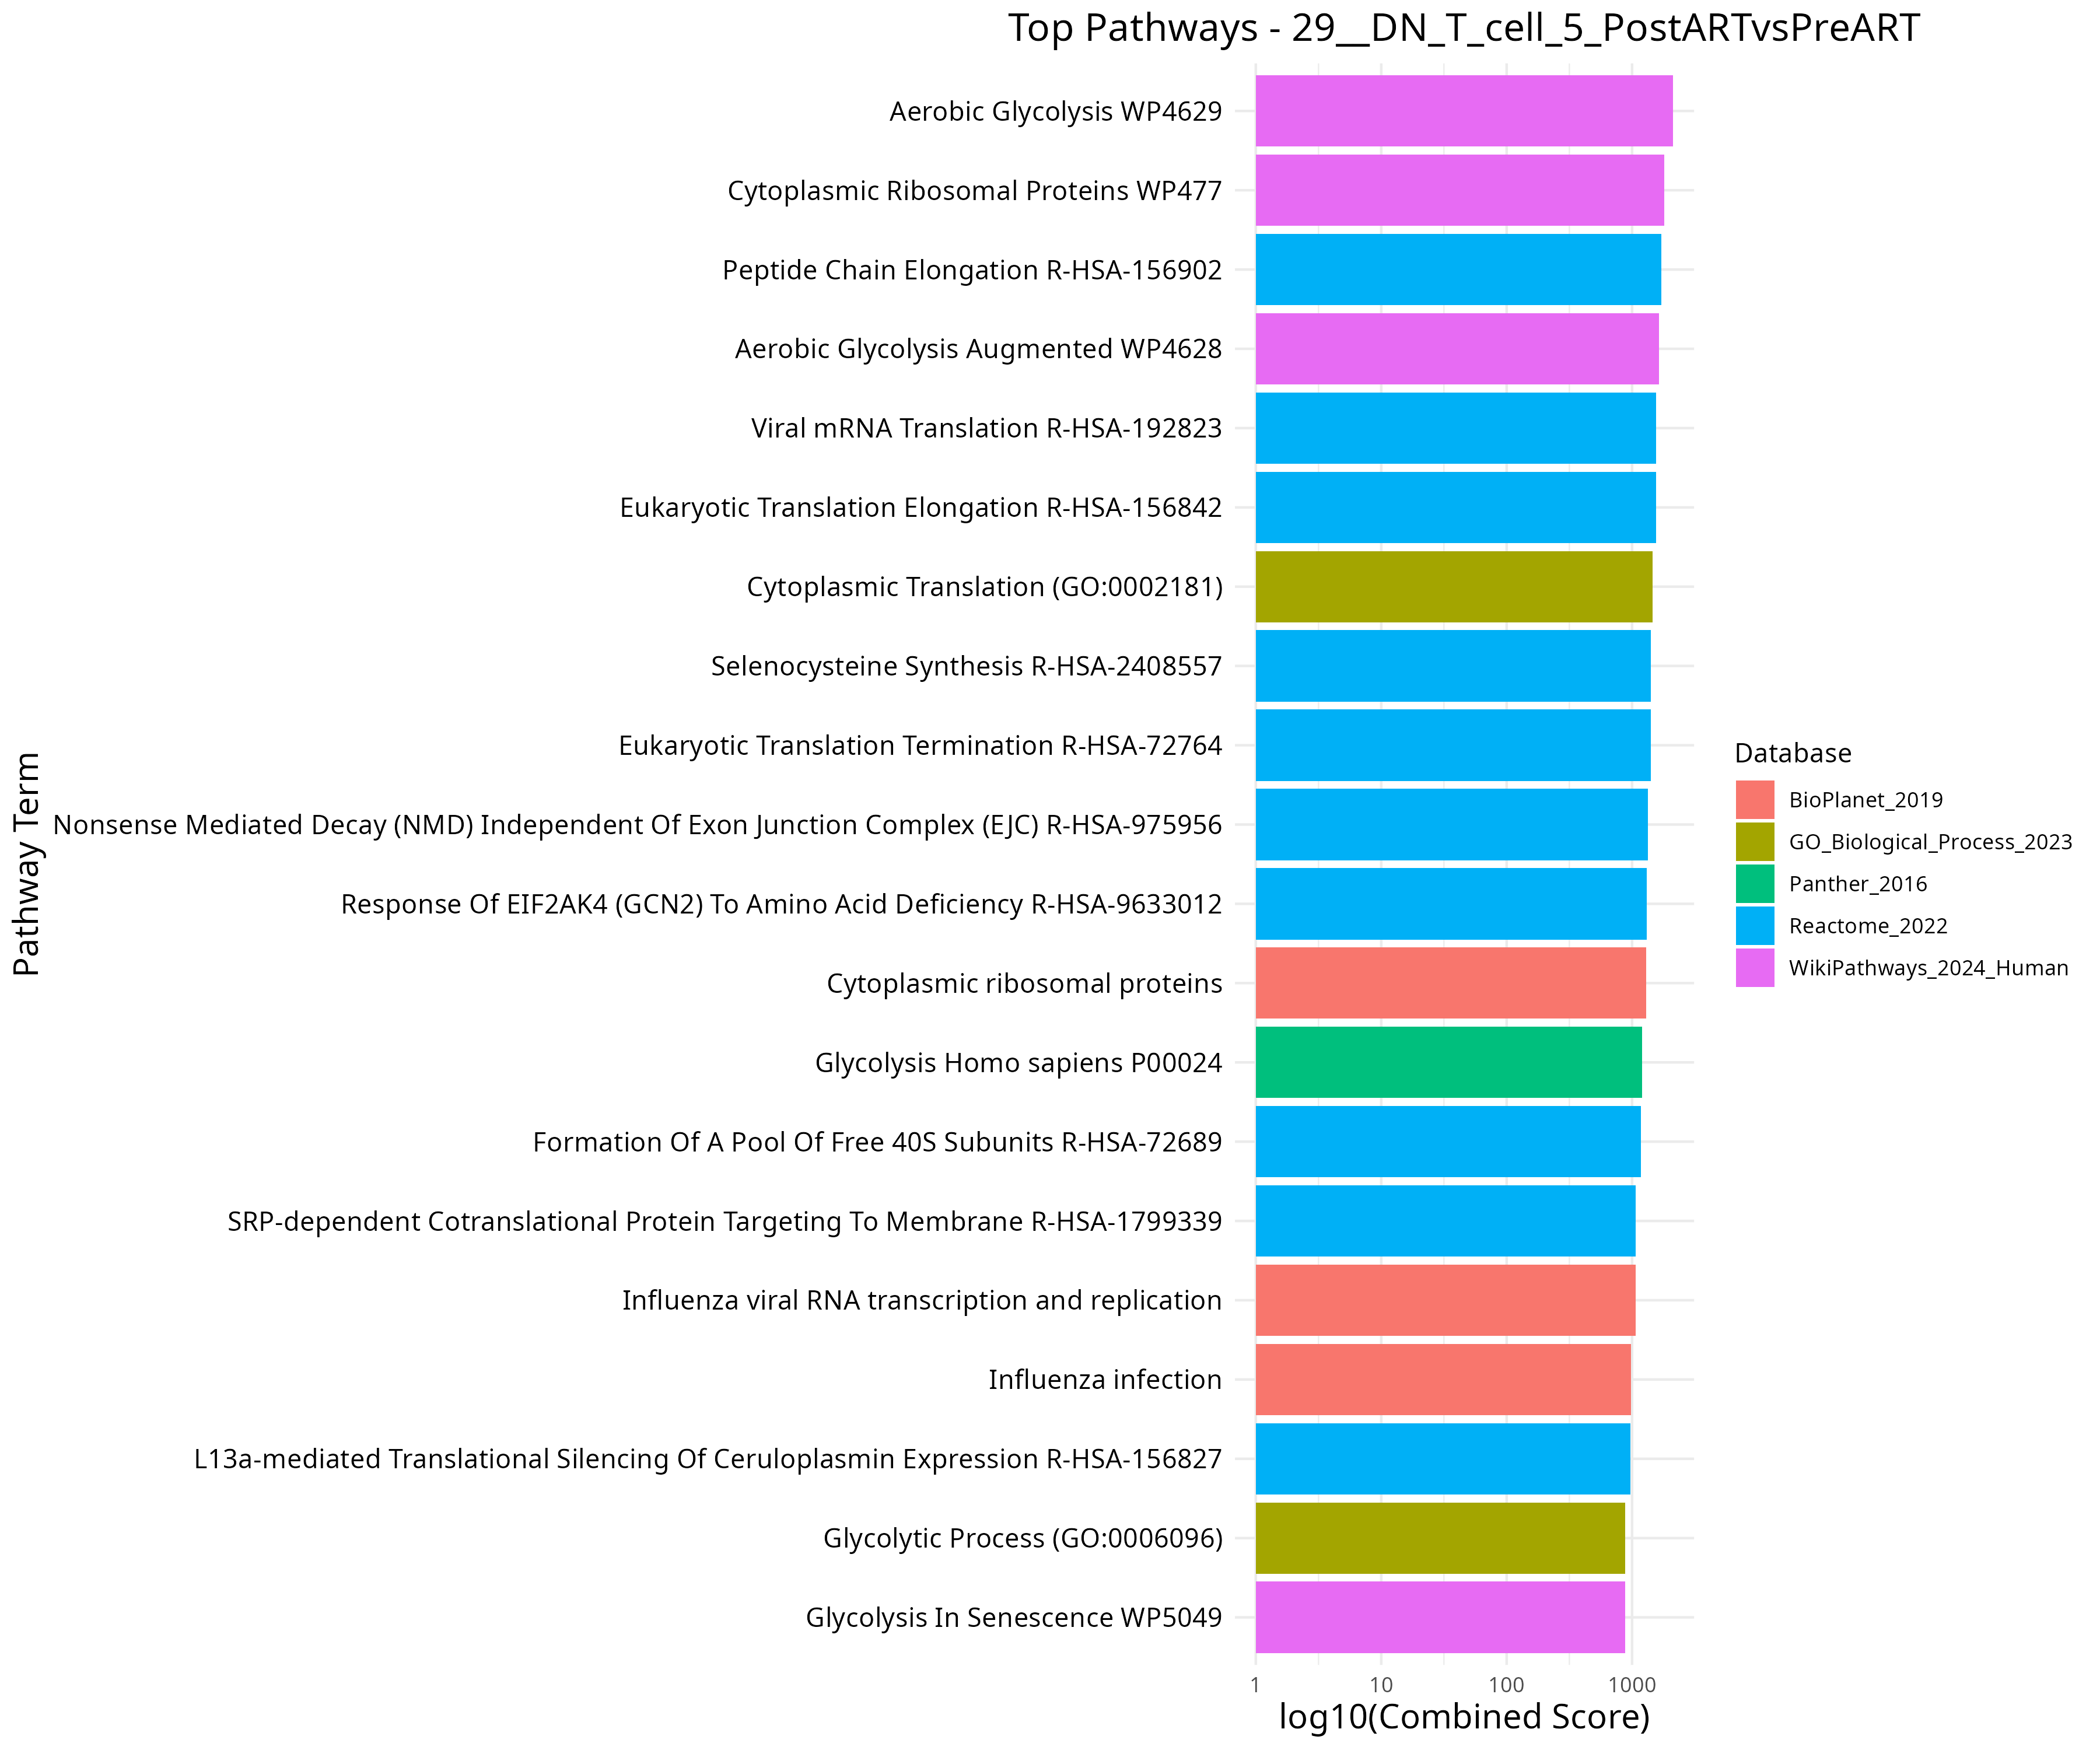 Top Pathways - 29__DN_T_cell_5_PostARTvsPreART
Pathway Term
Aerobic Glycolysis WP4629
Cytoplasmic Ribosomal Proteins WP477
Peptide Chain Elongation R-HSA-156902
Aerobic Glycolysis Augmented WP4628
Viral mRNA Translation R-HSA-192823
Eukaryotic Translation Elongation R-HSA-156842
Cytoplasmic Translation (GO:0002181)
Selenocysteine Synthesis R-HSA-2408557
Eukaryotic Translation Termination R-HSA-72764
Nonsense Mediated Decay (NMD) Independent Of Exon Junction Complex (EJC) R-HSA-975956
Response Of EIF2AK4 (GCN2) To Amino Acid Deficiency R-HSA-9633012
Cytoplasmic ribosomal proteins
Glycolysis Homo sapiens P00024
Formation Of A Pool Of Free 40S Subunits R-HSA-72689
SRP-dependent Cotranslational Protein Targeting To Membrane R-HSA-1799339
Influenza viral RNA transcription and replication
Influenza infection
L13a-mediated Translational Silencing Of Ceruloplasmin Expression R-HSA-156827
Glycolytic Process (GO:0006096)
Glycolysis In Senescence WP5049
1 10 100 1000
log10(Combined Score)
Database
BioPlanet_2019
GO_Biological_Process_2023
Panther_2016
Reactome_2022
WikiPathways_2024_Human